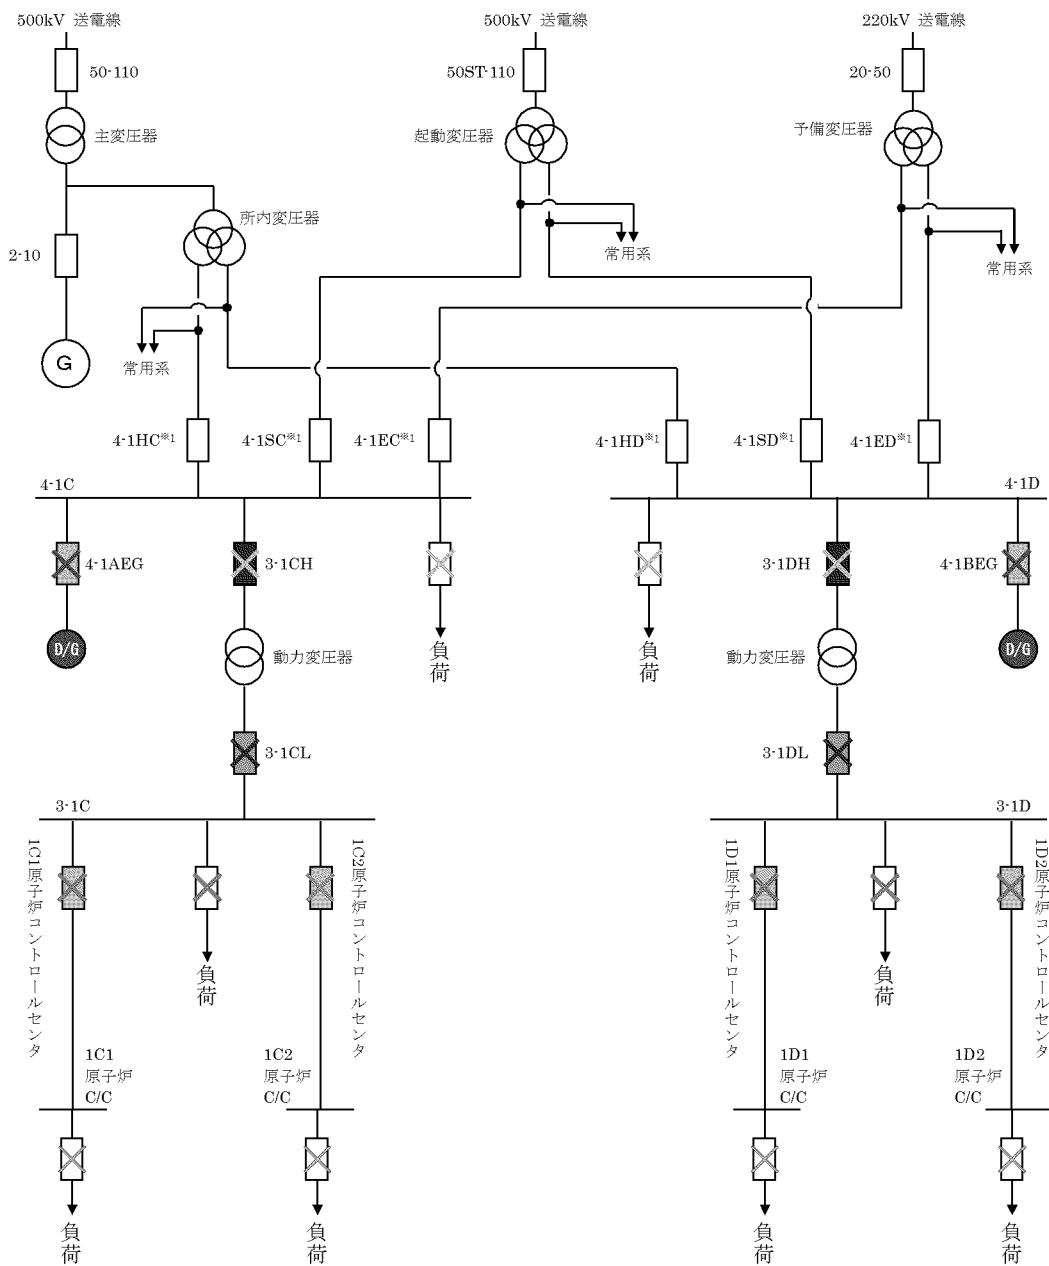 500kV 送電線
500kV 送電線
220kV 送電線
50-110
50ST-110
20-50
主変圧器
起動変圧器
予備変圧器
所内変圧器
2-10
常用系
常用系
常用系
G
4-1HC※1
4-1SC※1
4-1EC※1
4-1HD※1
4-1SD※1
4-1ED※1
4-1C
4-1D
4-1AEG
3-1CH
3-1DH
4-1BEG
D/G
動力変圧器
負荷
負荷
動力変圧器
D/G
3-1CL
3-1DL
3-1C
3-1D
1C1原子炉コントロールセンタ
1C2原子炉コントロールセンタ
1D1原子炉コントロールセンタ
1D2原子炉コントロールセンタ
負荷
負荷
1C1
原子炉
C/C
1C2
原子炉
C/C
1D1
原子炉
C/C
1D2
原子炉
C/C
負荷
負荷
負荷
負荷